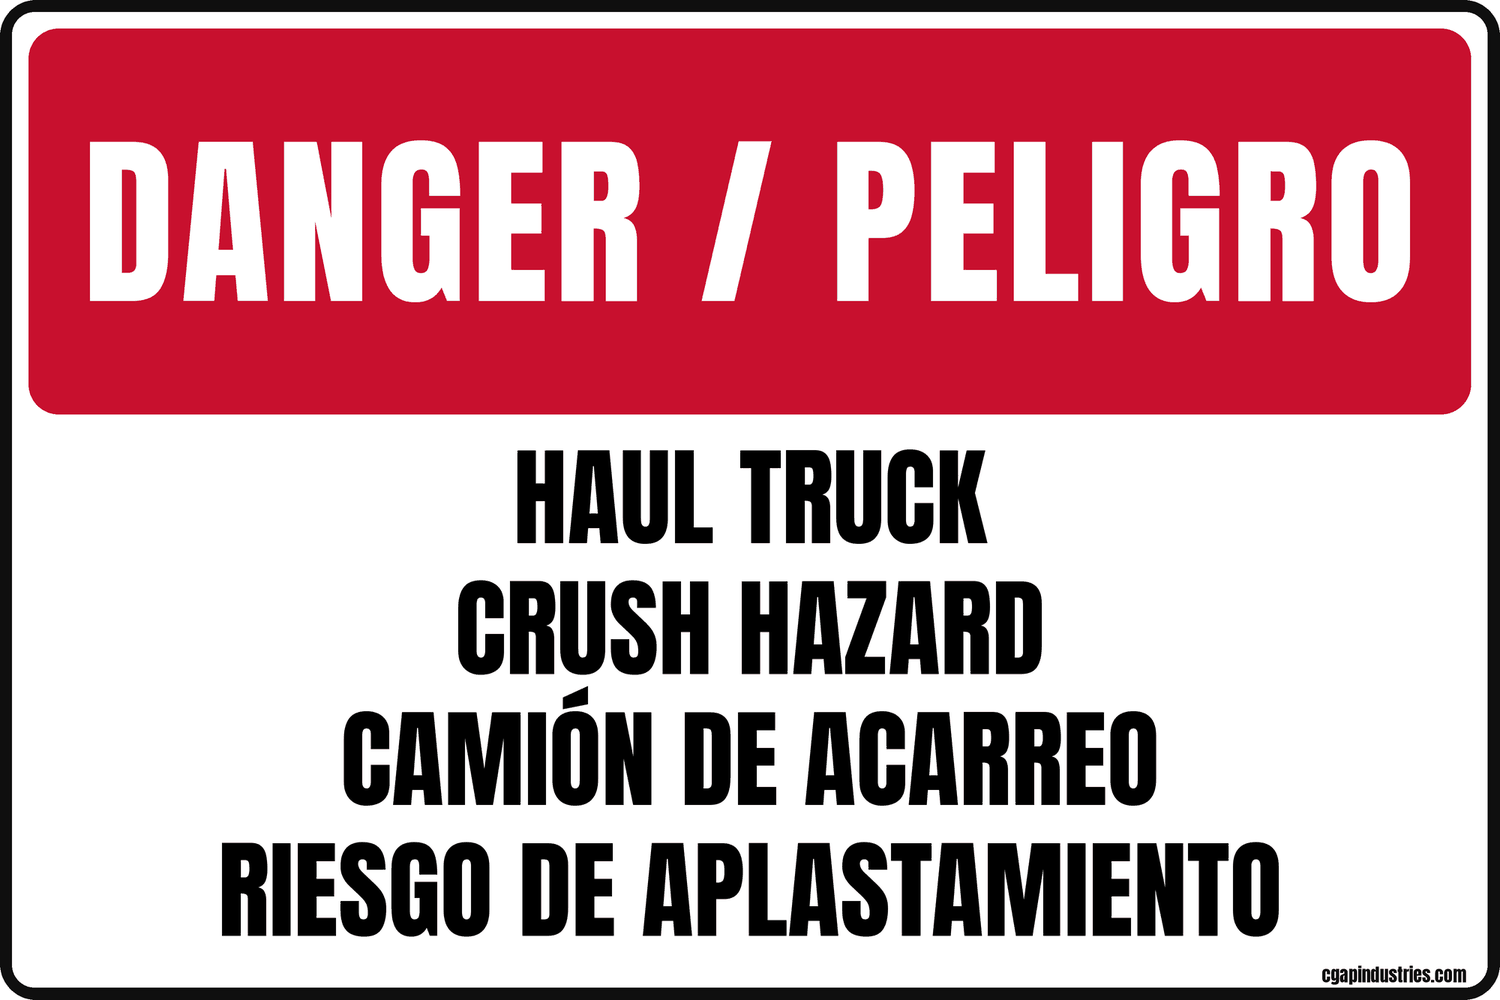 DANGER / PELIGRO
HAUL TRUCK
CRUSH HAZARD
CAMIÓN DE ACARREO
RIESGO DE APLASTAMIENTO
cgapindustries.com